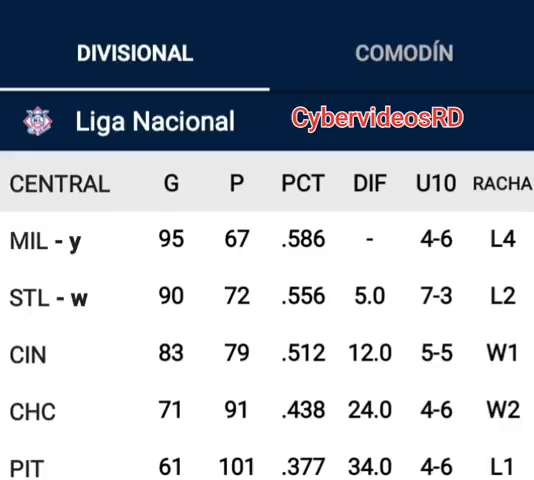 DIVISIONAL COMODÍN
Liga Nacional CybervideosRD
CENTRAL G P PCT DIF U10 RACHA
MIL - y 95 67 .586 - 4-6 L4
STL - w 90 72 .556 5.0 7-3 L2
CIN 83 79 .512 12.0 5-5 W1
CHC 71 91 .438 24.0 4-6 W2
PIT 61 101 .377 34.0 4-6 L1